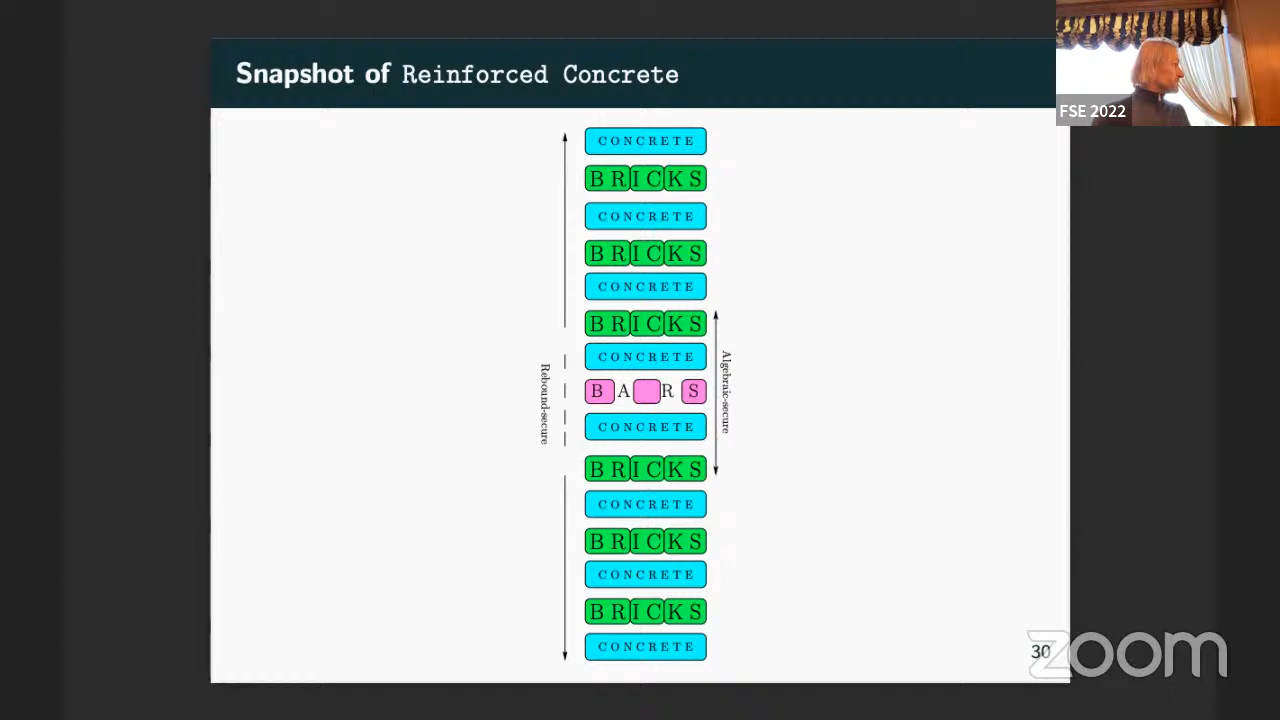 Snapshot of Reinforced Concrete
FSE 2022
CONCRETE
BRICKS
CONCRETE
BRICKS
CONCRETE
BRICKS
CONCRETE
BARS
CONCRETE
BRICKS
CONCRETE
BRICKS
CONCRETE
BRICKS
CONCRETE
Rebound-secure
Algebraic-secure
30
zoom